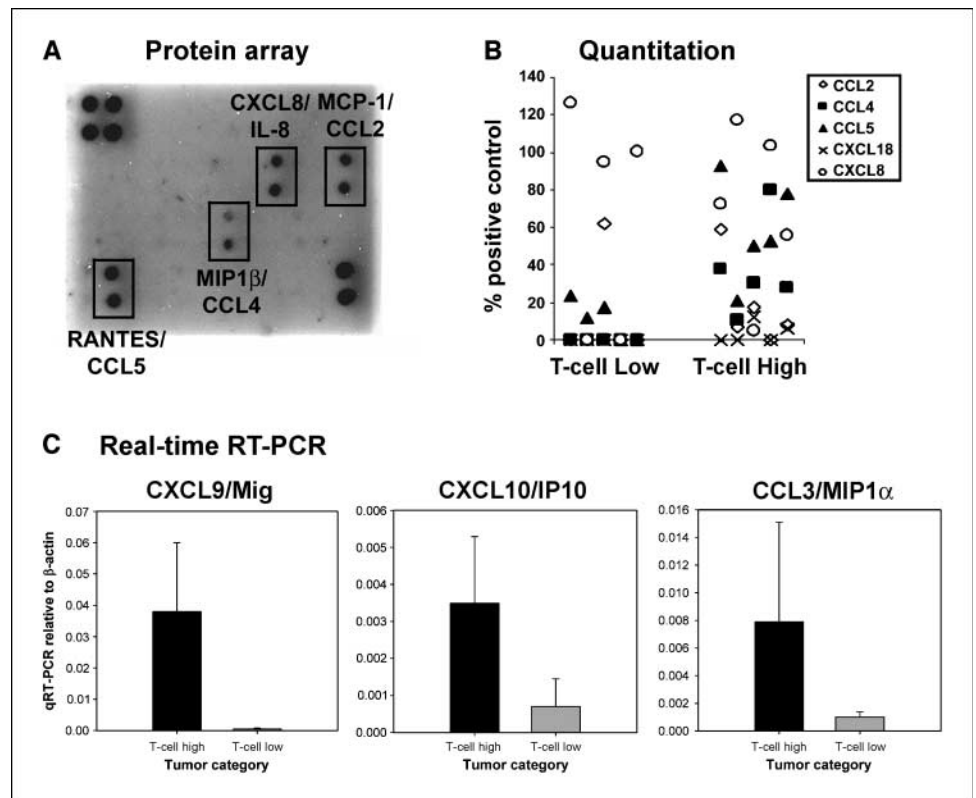 A Protein array
CXCL8/
IL-8
MCP-1/
CCL2
MIP1β/
CCL4
RANTES/
CCL5
B Quantitation
% positive control
140
120
100
80
60
40
20
0
T-cell Low T-cell High
CCL2
CCL4
CCL5
CXCL18
CXCL8
C Real-time RT-PCR
CXCL9/Mig
qRT-PCR relative to β-actin
0.07
0.06
0.05
0.04
0.03
0.02
0.01
0.00
T-cell high T-cell low
Tumor category
CXCL10/IP10
0.006
0.005
0.004
0.003
0.002
0.001
0.000
T-cell high T-cell low
Tumor category
CCL3/MIP1α
0.016
0.014
0.012
0.010
0.008
0.006
0.004
0.002
0.000
T-cell high T-cell low
Tumor category